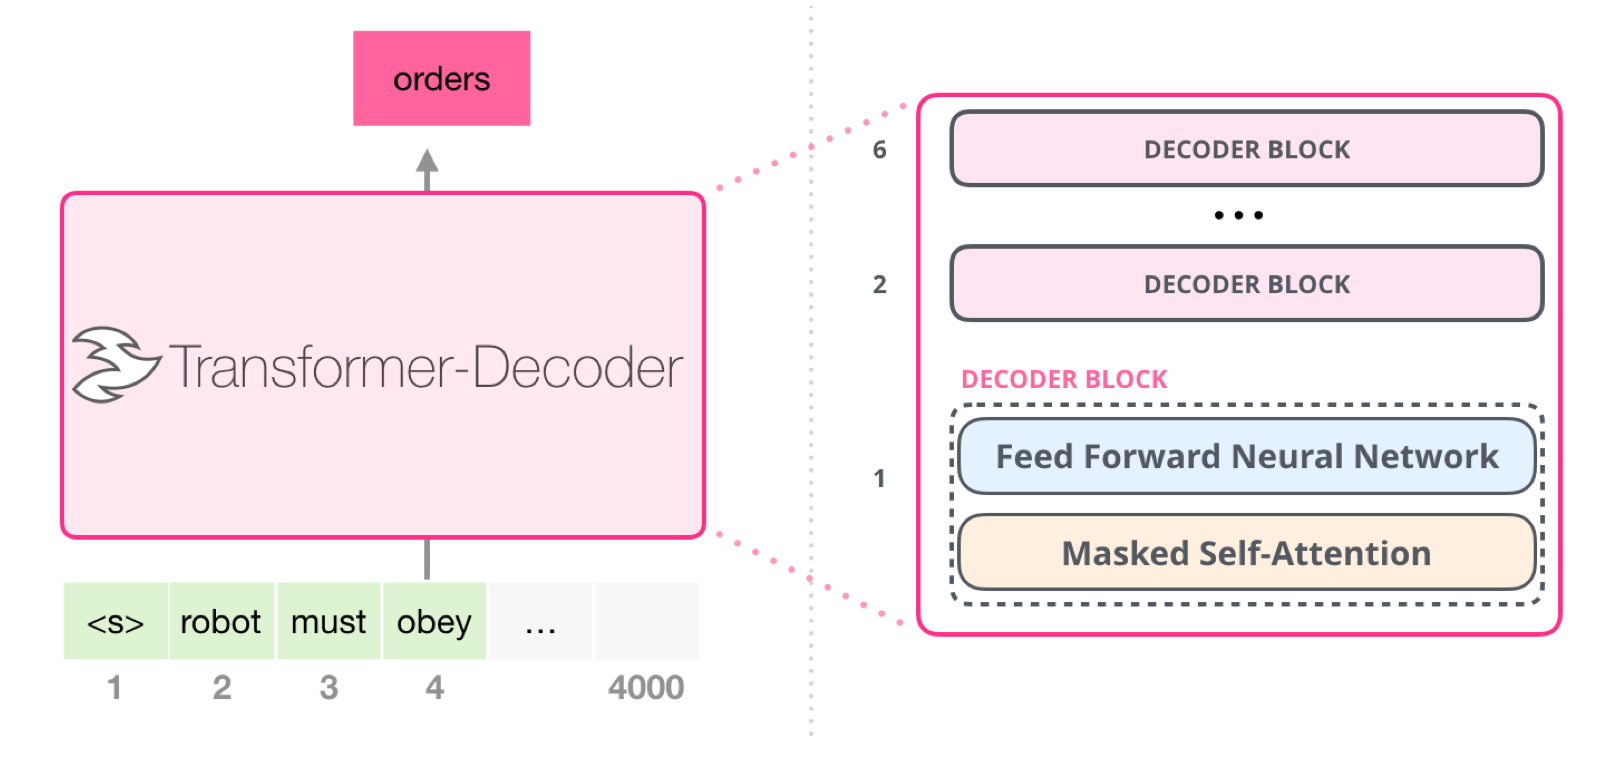 orders
Transformer-Decoder
<s> robot must obey ...
1 2 3 4 4000
6 DECODER BLOCK
...
2 DECODER BLOCK
DECODER BLOCK
Feed Forward Neural Network
1
Masked Self-Attention